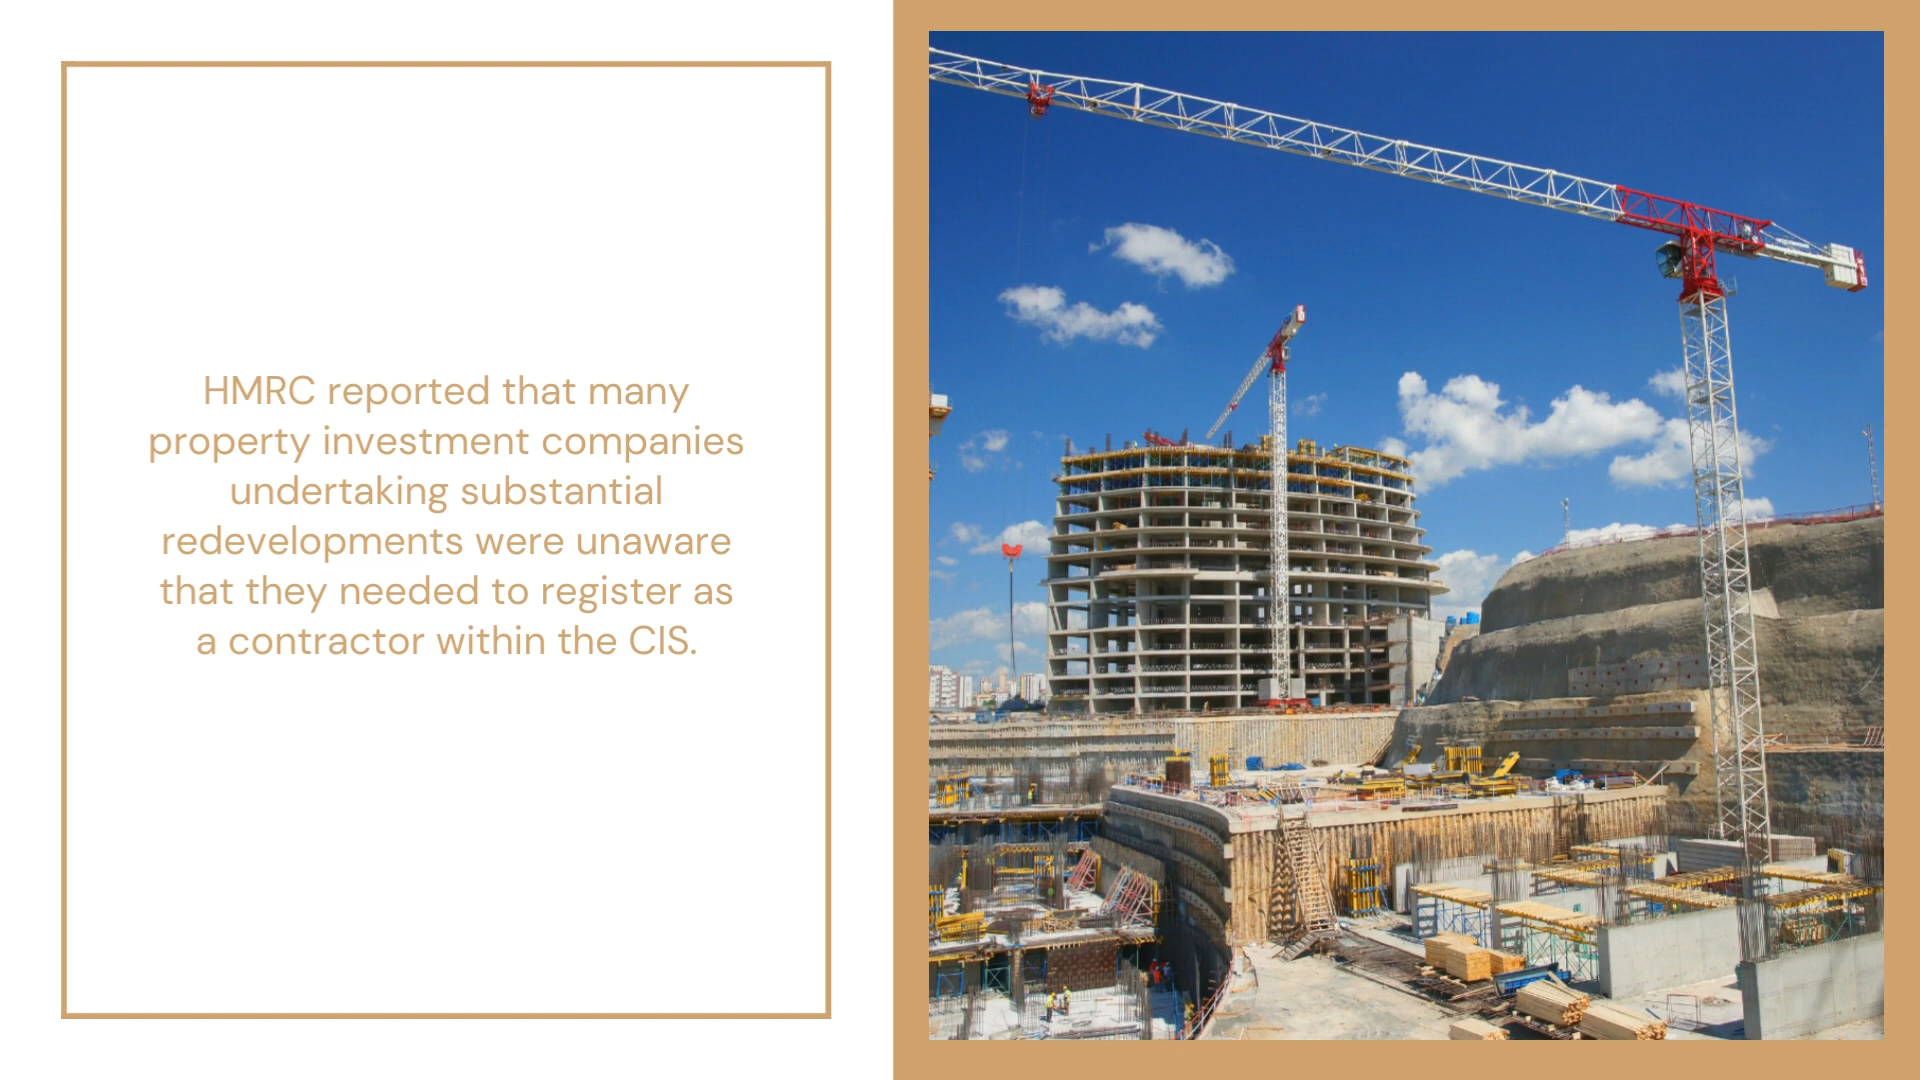 HMRC reported that many
property investment companies
undertaking substantial
redevelopments were unaware
that they needed to register as
a contractor within the CIS.